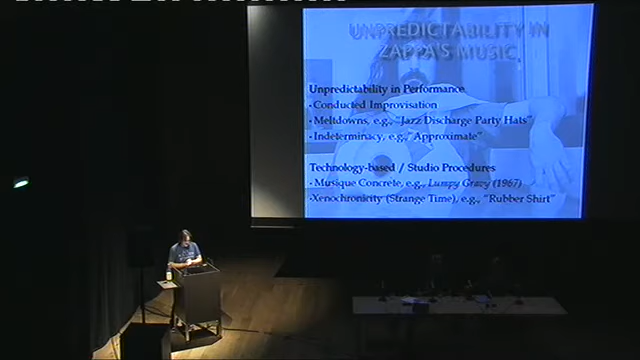 UNPREDICTABILITY IN
ZAPPA'S MUSIC
Unpredictability in Performance
• Conducted Improvisation
• Meltdowns, e.g., "Jazz Discharge Party Hats"
• Indeterminacy, e.g., "Approximate"
Technology-based / Studio Procedures
• Musique Concrete, e.g., Lumpy Gravy (1967)
• Xenochronicity (Strange Time), e.g., "Rubber Shirt"